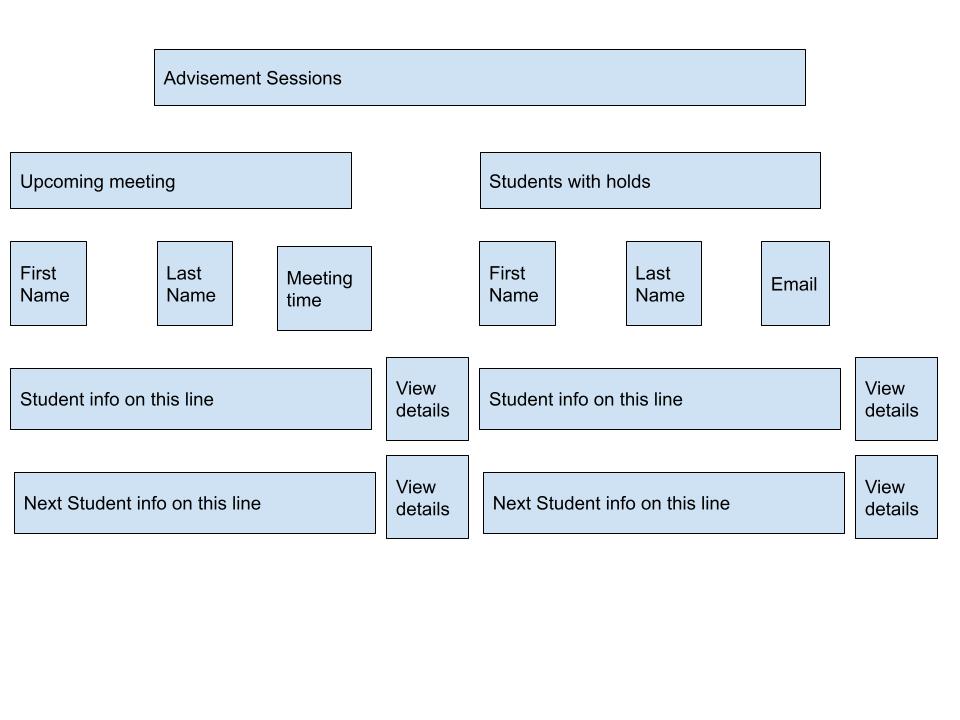 Advisement Sessions
Upcoming meeting
Students with holds
First
Name
Last
Name
Meeting
time
First
Name
Last
Name
Email
Student info on this line
View
details
Student info on this line
View
details
Next Student info on this line
View
details
Next Student info on this line
View
details